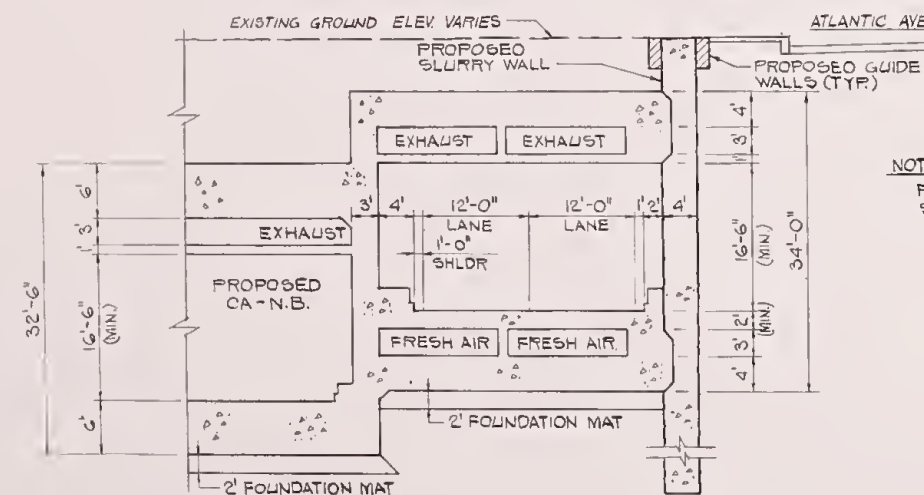 EXISTING GROUND ELEV. VARIES
ATLANTIC AVE
PROPOSED
SLURRY WALL
PROPOSED GUIDE
WALLS (TYP.)
4'
EXHAUST
EXHAUST
3'
1'
NOT
6'
3'
4'
12'-0"
LANE
12'-0"
LANE
1'
2'
4'
3'
EXHAUST
1'-0"
SHLDR
16'-6"
(MIN.)
34'-0"
1'
PROPOSED
CA-N.B.
32'-6"
16'-6"
(MIN.)
2'
(MIN.)
FRESH AIR
FRESH AIR
3'
4'
6'
2' FOUNDATION MAT
2' FOUNDATION MAT